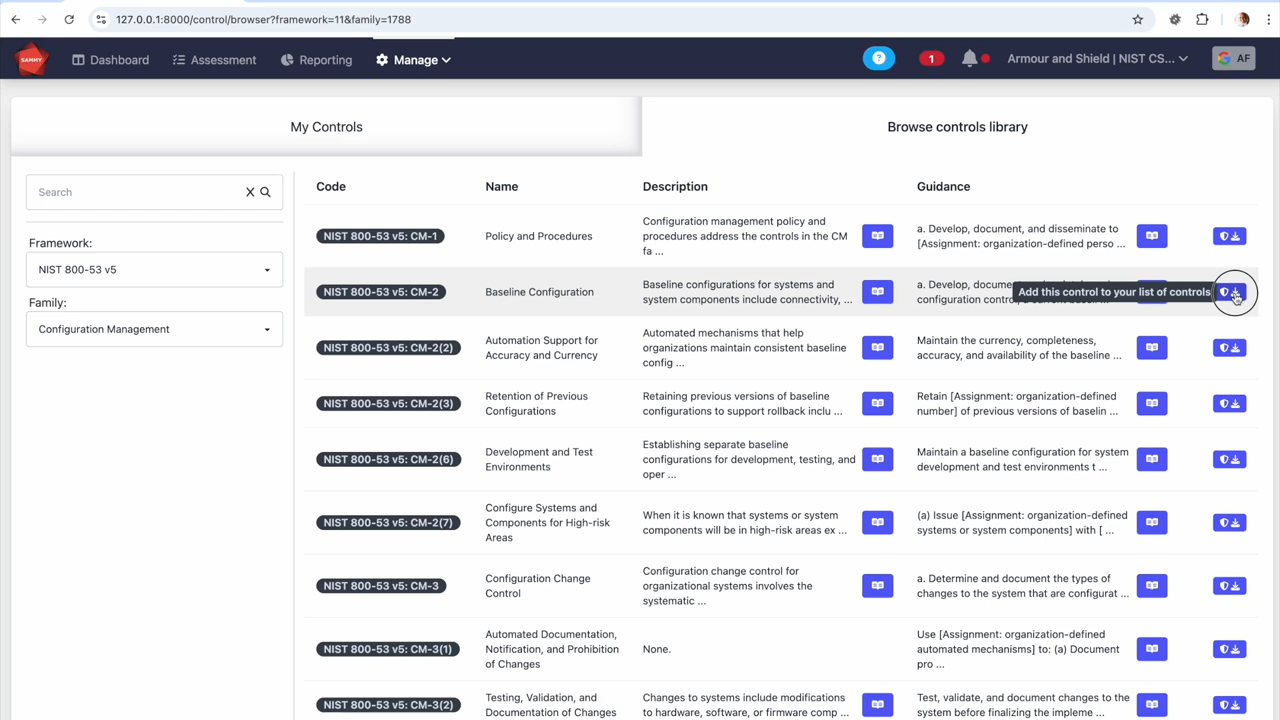 127.0.0.1:8000/control/browser?framework=11&family=1788
SAMMY
Dashboard
Assessment
Reporting
Manage
?
1
Armour and Shield | NIST CS...
AF
My Controls
Browse controls library
Search
Framework:
NIST 800-53 v5
Family:
Configuration Management
Code
Name
Description
Guidance
NIST 800-53 v5: CM-1
Policy and Procedures
Configuration management policy and
procedures address the controls in the CM
fa ...
a. Develop, document, and disseminate to
[Assignment: organization-defined perso ...
NIST 800-53 v5: CM-2
Baseline Configuration
Baseline configurations for systems and
system components include connectivity, ...
a. Develop, docume
configuration contro
Add this control to your list of controls
NIST 800-53 v5: CM-2(2)
Automation Support for
Accuracy and Currency
Automated mechanisms that help
organizations maintain consistent baseline
config ...
Maintain the currency, completeness,
accuracy, and availability of the baseline ...
NIST 800-53 v5: CM-2(3)
Retention of Previous
Configurations
Retaining previous versions of baseline
configurations to support rollback inclu ...
Retain [Assignment: organization-defined
number] of previous versions of baselin ...
NIST 800-53 v5: CM-2(6)
Development and Test
Environments
Establishing separate baseline
configurations for development, testing, and
oper ...
Maintain a baseline configuration for system
development and test environments t ...
NIST 800-53 v5: CM-2(7)
Configure Systems and
Components for High-risk
Areas
When it is known that systems or system
components will be in high-risk areas ex ...
(a) Issue [Assignment: organization-defined
systems or system components] with [ ...
NIST 800-53 v5: CM-3
Configuration Change
Control
Configuration change control for
organizational systems involves the
systematic ...
a. Determine and document the types of
changes to the system that are configurat ...
NIST 800-53 v5: CM-3(1)
Automated Documentation,
Notification, and Prohibition
of Changes
None.
Use [Assignment: organization-defined
automated mechanisms] to: (a) Document
pro ...
NIST 800-53 v5: CM-3(2)
Testing, Validation, and
Documentation of Changes
Changes to systems include modifications
to hardware, software, or firmware comp ...
Test, validate, and document changes to the
system before finalizing the impleme ...